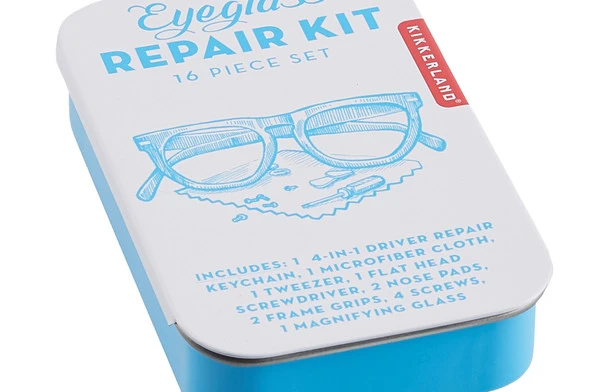 Eyeglass
REPAIR KIT
16 PIECE SET
KIKKERLAND®
INCLUDES: 1 4-IN-1 DRIVER REPAIR
KEYCHAIN, 1 MICROFIBER CLOTH,
1 TWEEZER, 1 FLAT HEAD
SCREWDRIVER, 2 NOSE PADS,
2 FRAME GRIPS, 4 SCREWS,
1 MAGNIFYING GLASS